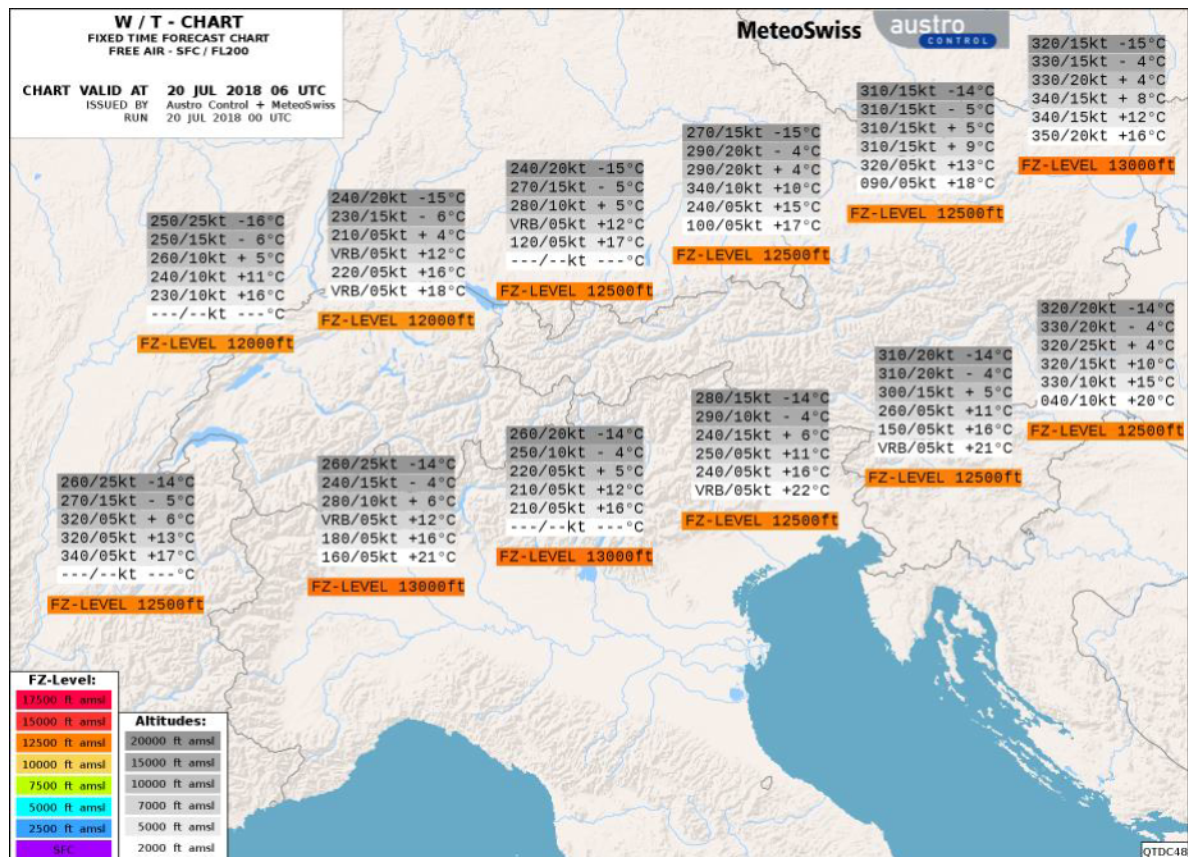 W / T - CHART
FIXED TIME FORECAST CHART
FREE AIR - SFC / FL200
CHART VALID AT 20 JUL 2018 06 UTC
ISSUED BY Austro Control + MeteoSwiss
RUN 20 JUL 2018 00 UTC
MeteoSwiss
austro
CONTROL
320/15kt -15°C
330/15kt - 4°C
330/20kt + 4°C
340/15kt + 8°C
340/15kt +12°C
350/20kt +16°C
FZ-LEVEL 13000ft
310/15kt -14°C
310/15kt - 5°C
310/15kt + 5°C
310/15kt + 9°C
320/05kt +13°C
090/05kt +18°C
FZ-LEVEL 12500ft
270/15kt -15°C
290/20kt - 4°C
290/20kt + 4°C
340/10kt +10°C
240/05kt +15°C
100/05kt +17°C
FZ-LEVEL 12500ft
240/20kt -15°C
270/15kt - 5°C
280/10kt + 5°C
VRB/05kt +12°C
120/05kt +17°C
---/--kt ---°C
FZ-LEVEL 12500ft
240/20kt -15°C
230/15kt - 6°C
210/05kt + 4°C
VRB/05kt +12°C
220/05kt +16°C
VRB/05kt +18°C
FZ-LEVEL 12000ft
250/25kt -16°C
250/15kt - 6°C
260/10kt + 5°C
240/10kt +11°C
230/10kt +16°C
---/--kt ---°C
FZ-LEVEL 12000ft
320/20kt -14°C
330/20kt - 4°C
320/25kt + 4°C
320/15kt +10°C
330/10kt +15°C
040/10kt +20°C
FZ-LEVEL 12500ft
310/20kt -14°C
310/20kt - 4°C
300/15kt + 5°C
260/05kt +11°C
150/05kt +16°C
VRB/05kt +21°C
FZ-LEVEL 12500ft
280/15kt -14°C
290/10kt - 4°C
240/15kt + 6°C
250/05kt +11°C
240/05kt +16°C
VRB/05kt +22°C
FZ-LEVEL 12500ft
260/20kt -14°C
250/10kt - 4°C
220/05kt + 5°C
210/05kt +12°C
210/05kt +16°C
---/--kt ---°C
FZ-LEVEL 13000ft
260/25kt -14°C
240/15kt - 4°C
280/10kt + 6°C
VRB/05kt +12°C
180/05kt +16°C
160/05kt +21°C
FZ-LEVEL 13000ft
260/25kt -14°C
270/15kt - 5°C
320/05kt + 6°C
320/05kt +13°C
340/05kt +17°C
---/--kt ---°C
FZ-LEVEL 12500ft
FZ-Level:
17500 ft amsl
15000 ft amsl
12500 ft amsl
10000 ft amsl
7500 ft amsl
5000 ft amsl
2500 ft amsl
SFC
Altitudes:
20000 ft amsl
15000 ft amsl
10000 ft amsl
7000 ft amsl
5000 ft amsl
2000 ft amsl
QTDC48